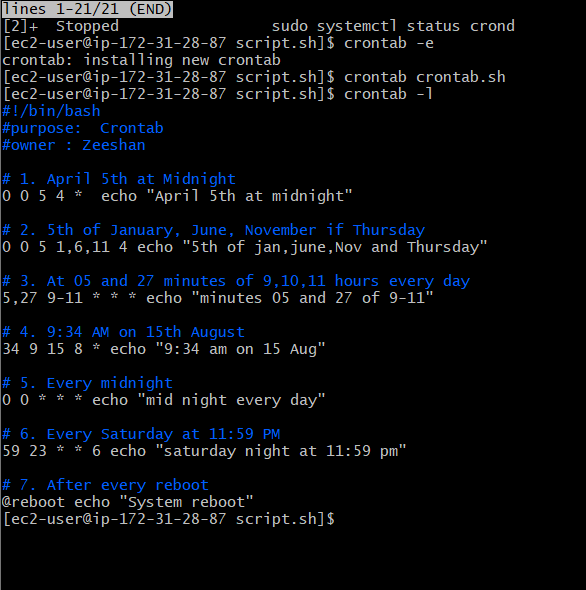 lines 1-21/21 (END)
[2]+  Stopped                 sudo systemctl status crond
[ec2-user@ip-172-31-28-87 script.sh]$ crontab -e
crontab: installing new crontab
[ec2-user@ip-172-31-28-87 script.sh]$ crontab crontab.sh
[ec2-user@ip-172-31-28-87 script.sh]$ crontab -l
#!/bin/bash
#purpose:  Crontab
#owner : Zeeshan

# 1. April 5th at Midnight
0 0 5 4 *  echo "April 5th at midnight"

# 2. 5th of January, June, November if Thursday
0 0 5 1,6,11 4 echo "5th of jan,june,Nov and Thursday"

# 3. At 05 and 27 minutes of 9,10,11 hours every day
5,27 9-11 * * * echo "minutes 05 and 27 of 9-11"

# 4. 9:34 AM on 15th August
34 9 15 8 * echo "9:34 am on 15 Aug"

# 5. Every midnight
0 0 * * * echo "mid night every day"

# 6. Every Saturday at 11:59 PM
59 23 * * 6 echo "saturday night at 11:59 pm"

# 7. After every reboot
@reboot echo "System reboot"
[ec2-user@ip-172-31-28-87 script.sh]$